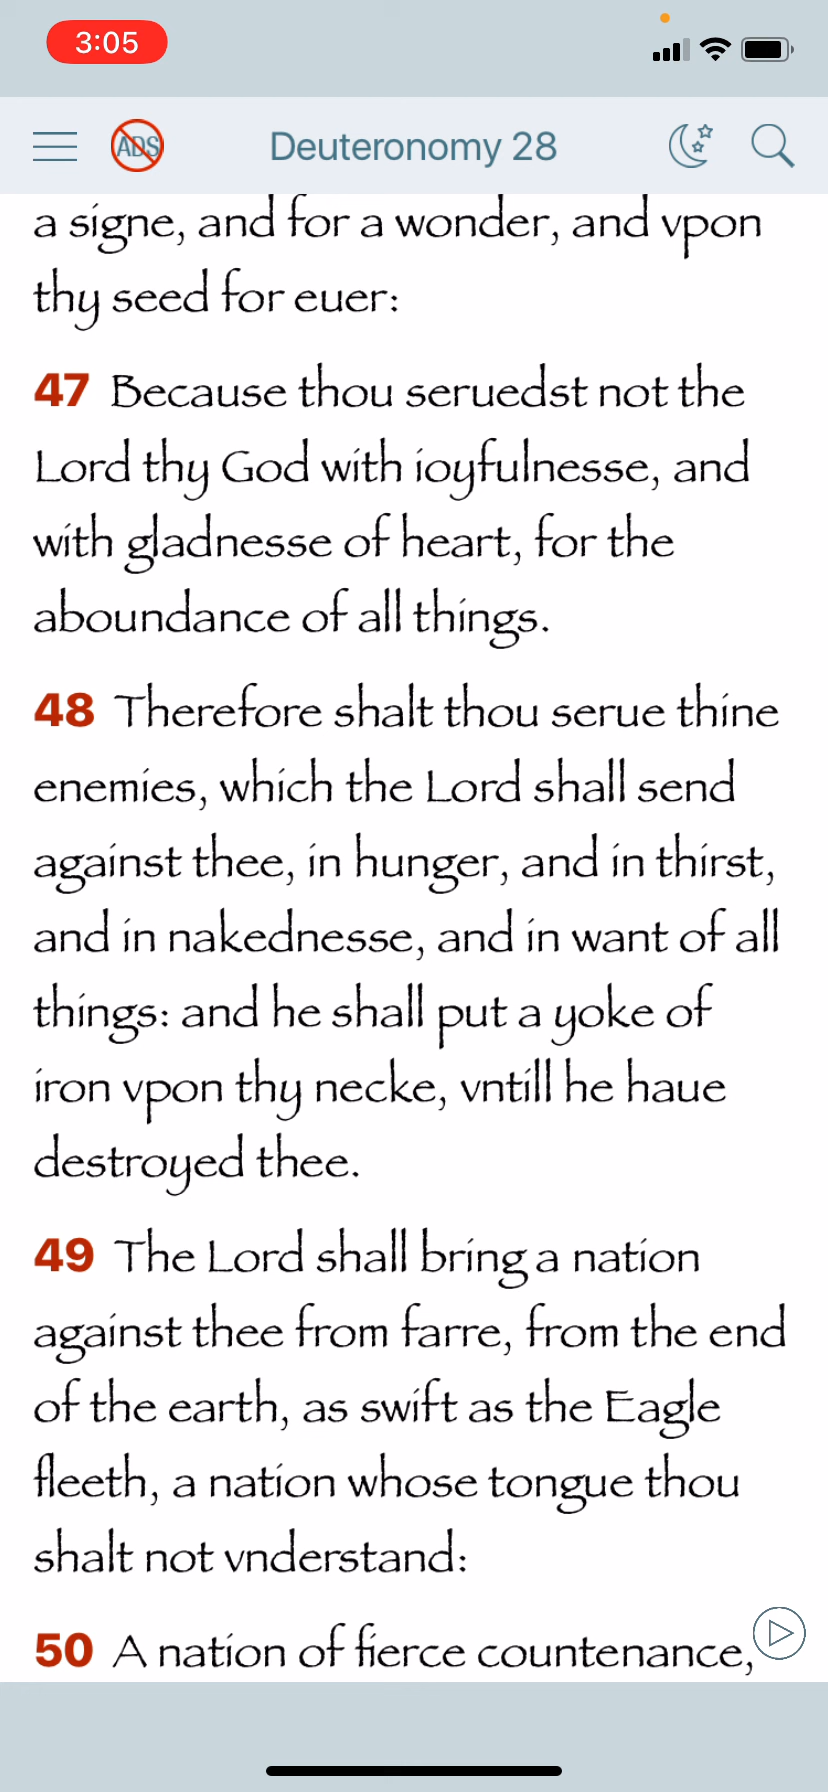 3:05
ADS
Deuteronomy 28
a signe, and for a wonder, and vpon
thy seed for euer:
47 Because thou seruedst not the
Lord thy God with ioyfulnesse, and
with gladnesse of heart, for the
aboundance of all things.
48 Therefore shalt thou serue thine
enemies, which the Lord shall send
against thee, in hunger, and in thirst,
and in nakednesse, and in want of all
things: and he shall put a yoke of
iron vpon thy necke, vntill he haue
destroyed thee.
49 The Lord shall bring a nation
against thee from farre, from the end
of the earth, as swift as the Eagle
fleeth, a nation whose tongue thou
shalt not vnderstand:
50 A nation of fierce countenance,